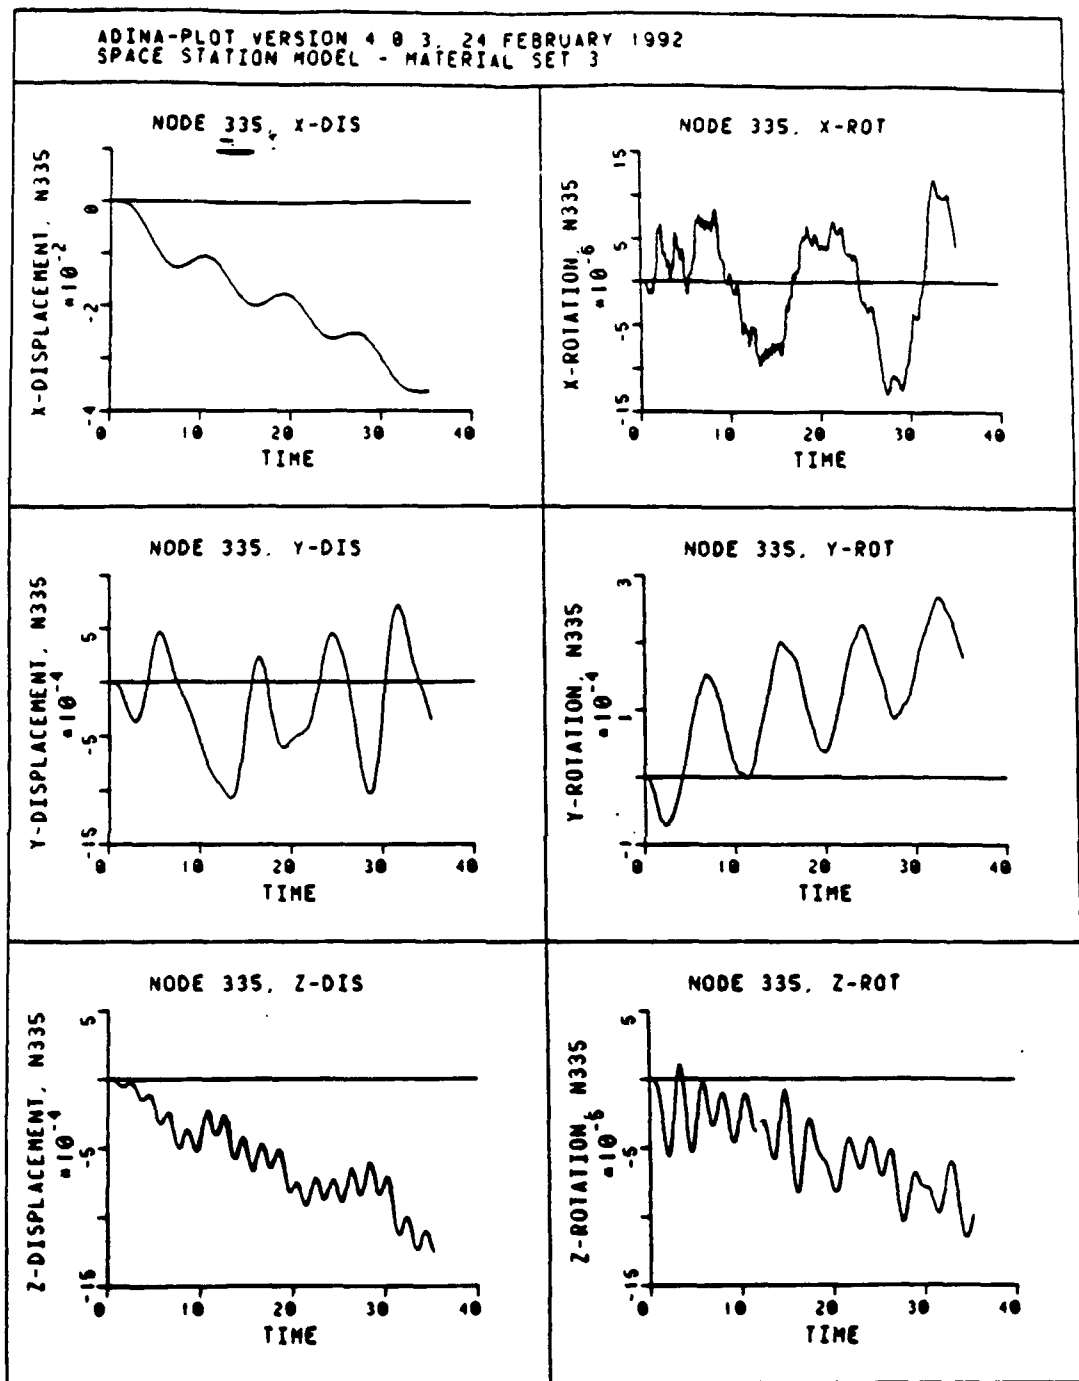 ADINA-PLOT VERSION 4.0.3, 24 FEBRUARY 1992
SPACE STATION MODEL - MATERIAL SET 3
NODE 335, X-DIS
X-DISPLACEMENT, N335
*10^-2
0
-2
-4
0 10 20 30 40
TIME
NODE 335, X-ROT
X-ROTATION, N335
*10^-6
15
5
-5
-15
0 10 20 30 40
TIME
NODE 335, Y-DIS
Y-DISPLACEMENT, N335
*10^-4
5
-5
-15
0 10 20 30 40
TIME
NODE 335, Y-ROT
Y-ROTATION, N335
*10^-4
3
1
-1
0 10 20 30 40
TIME
NODE 335, Z-DIS
Z-DISPLACEMENT, N335
*10^-4
5
-5
-15
0 10 20 30 40
TIME
NODE 335, Z-ROT
Z-ROTATION, N335
*10^-6
5
-5
-15
0 10 20 30 40
TIME